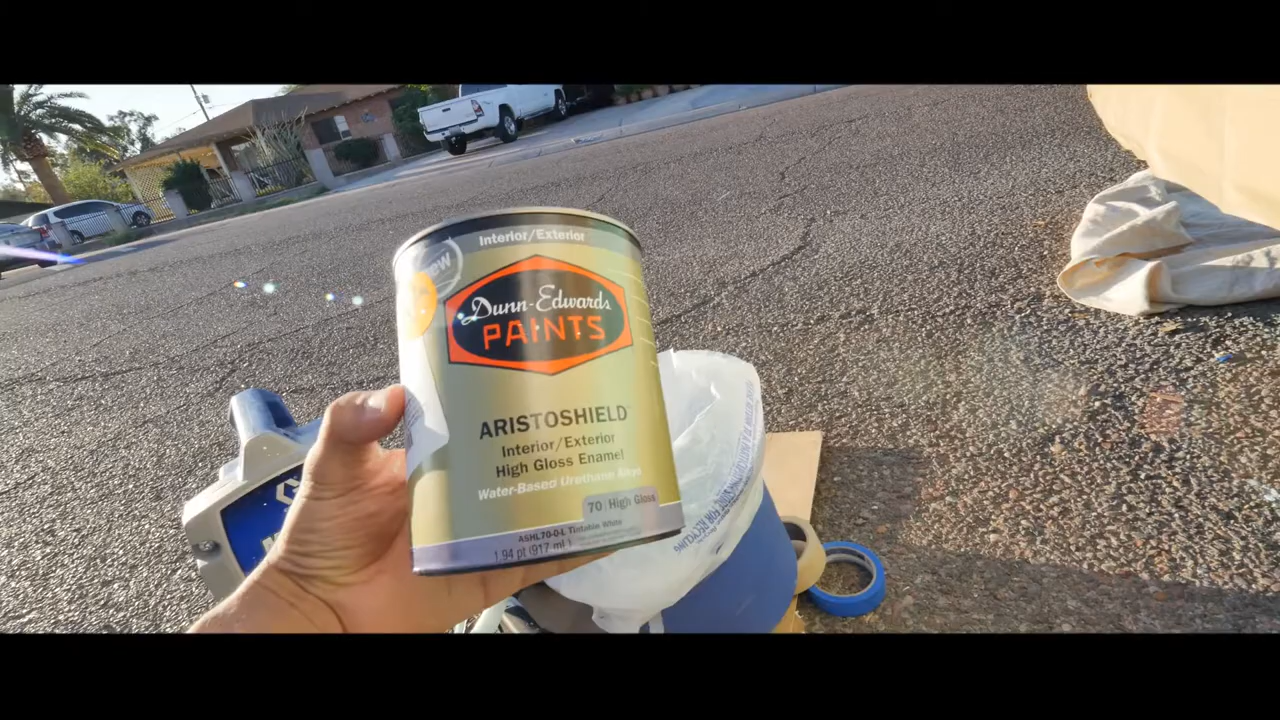 Interior/Exterior
new
Dunn-Edwards
PAINTS
ARISTOSHIELD
Interior/Exterior
High Gloss Enamel
Water-Based Urethane Alkyd
70 High Gloss
ASHL70-0-L Tintable White
1.94 pt (917 ml)